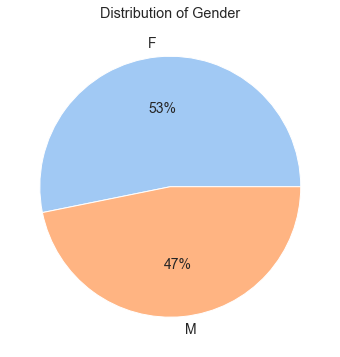 Distribution of Gender
F
53%
47%
M